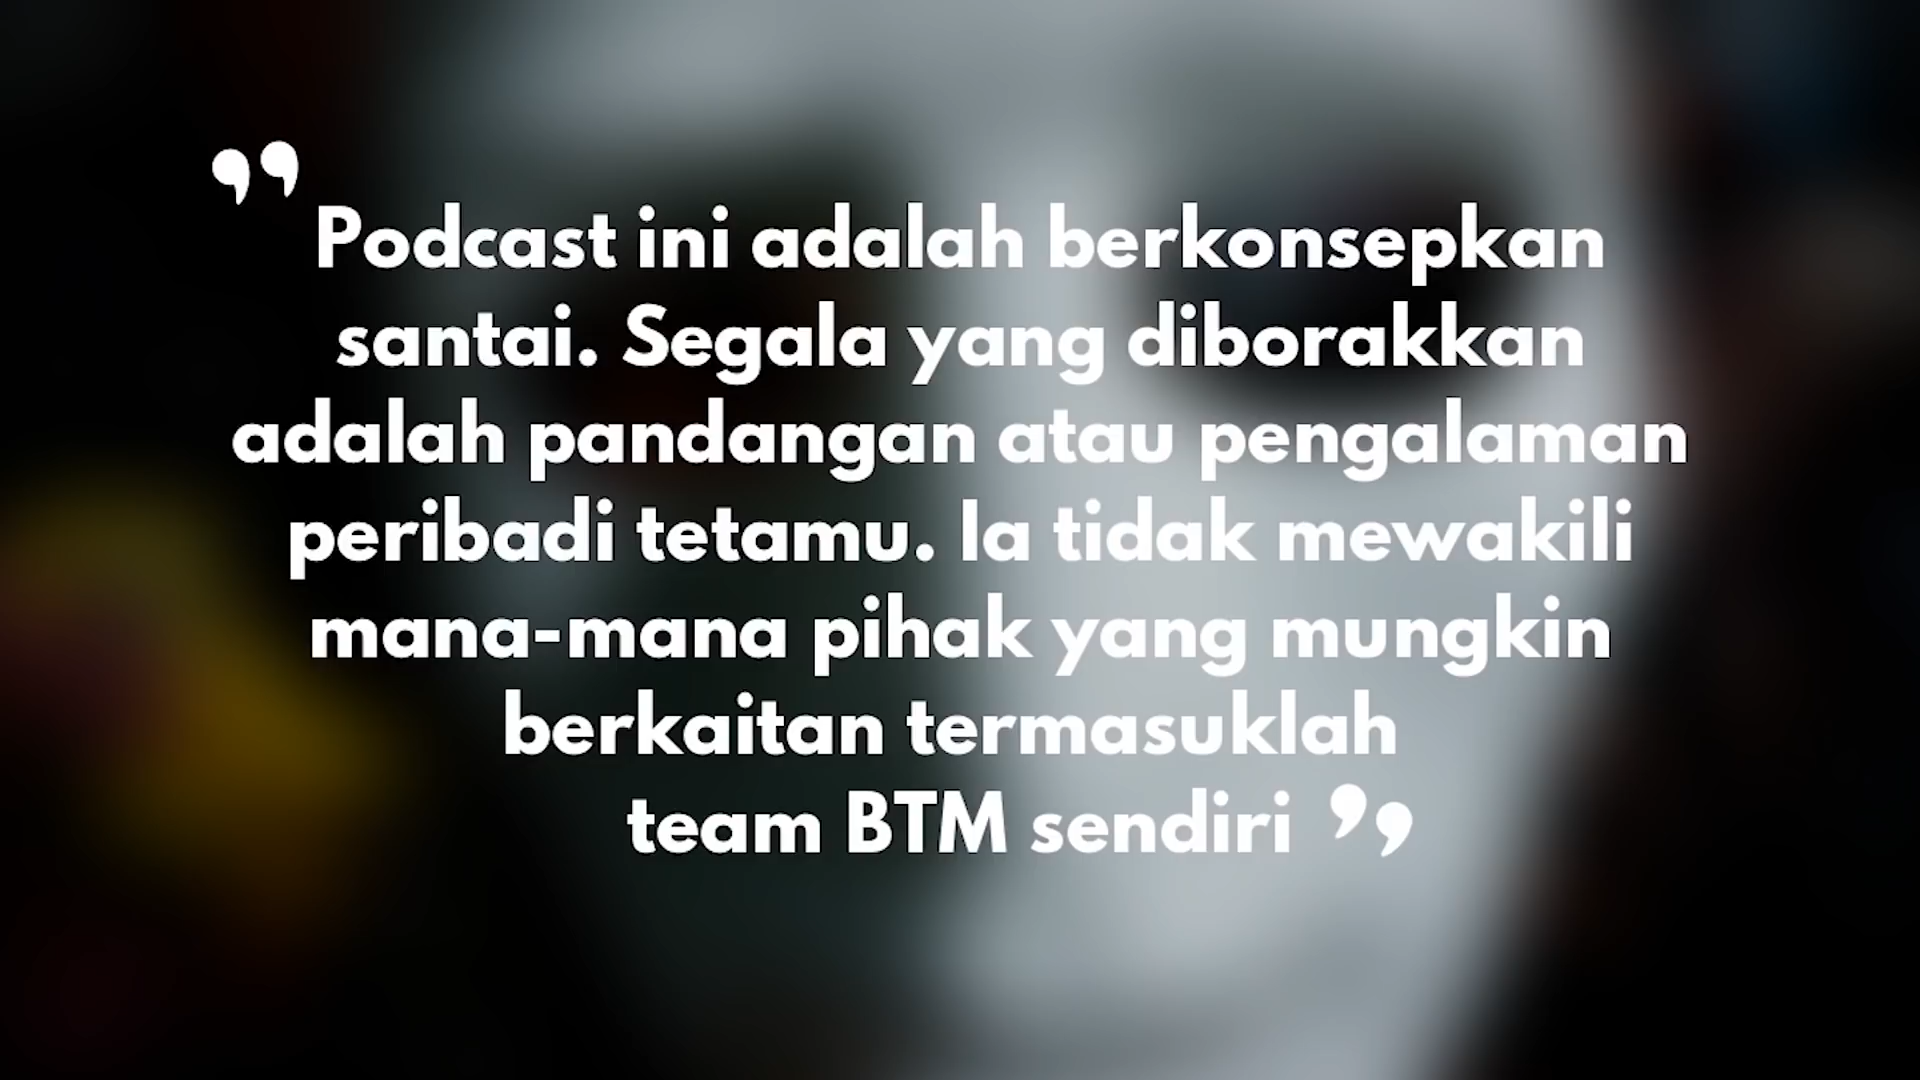 ” Podcast ini adalah berkonsepkan
santai. Segala yang diborakkan
adalah pandangan atau pengalaman
peribadi tetamu. Ia tidak mewakili
mana-mana pihak yang mungkin
berkaitan termasuklah
team BTM sendiri ”